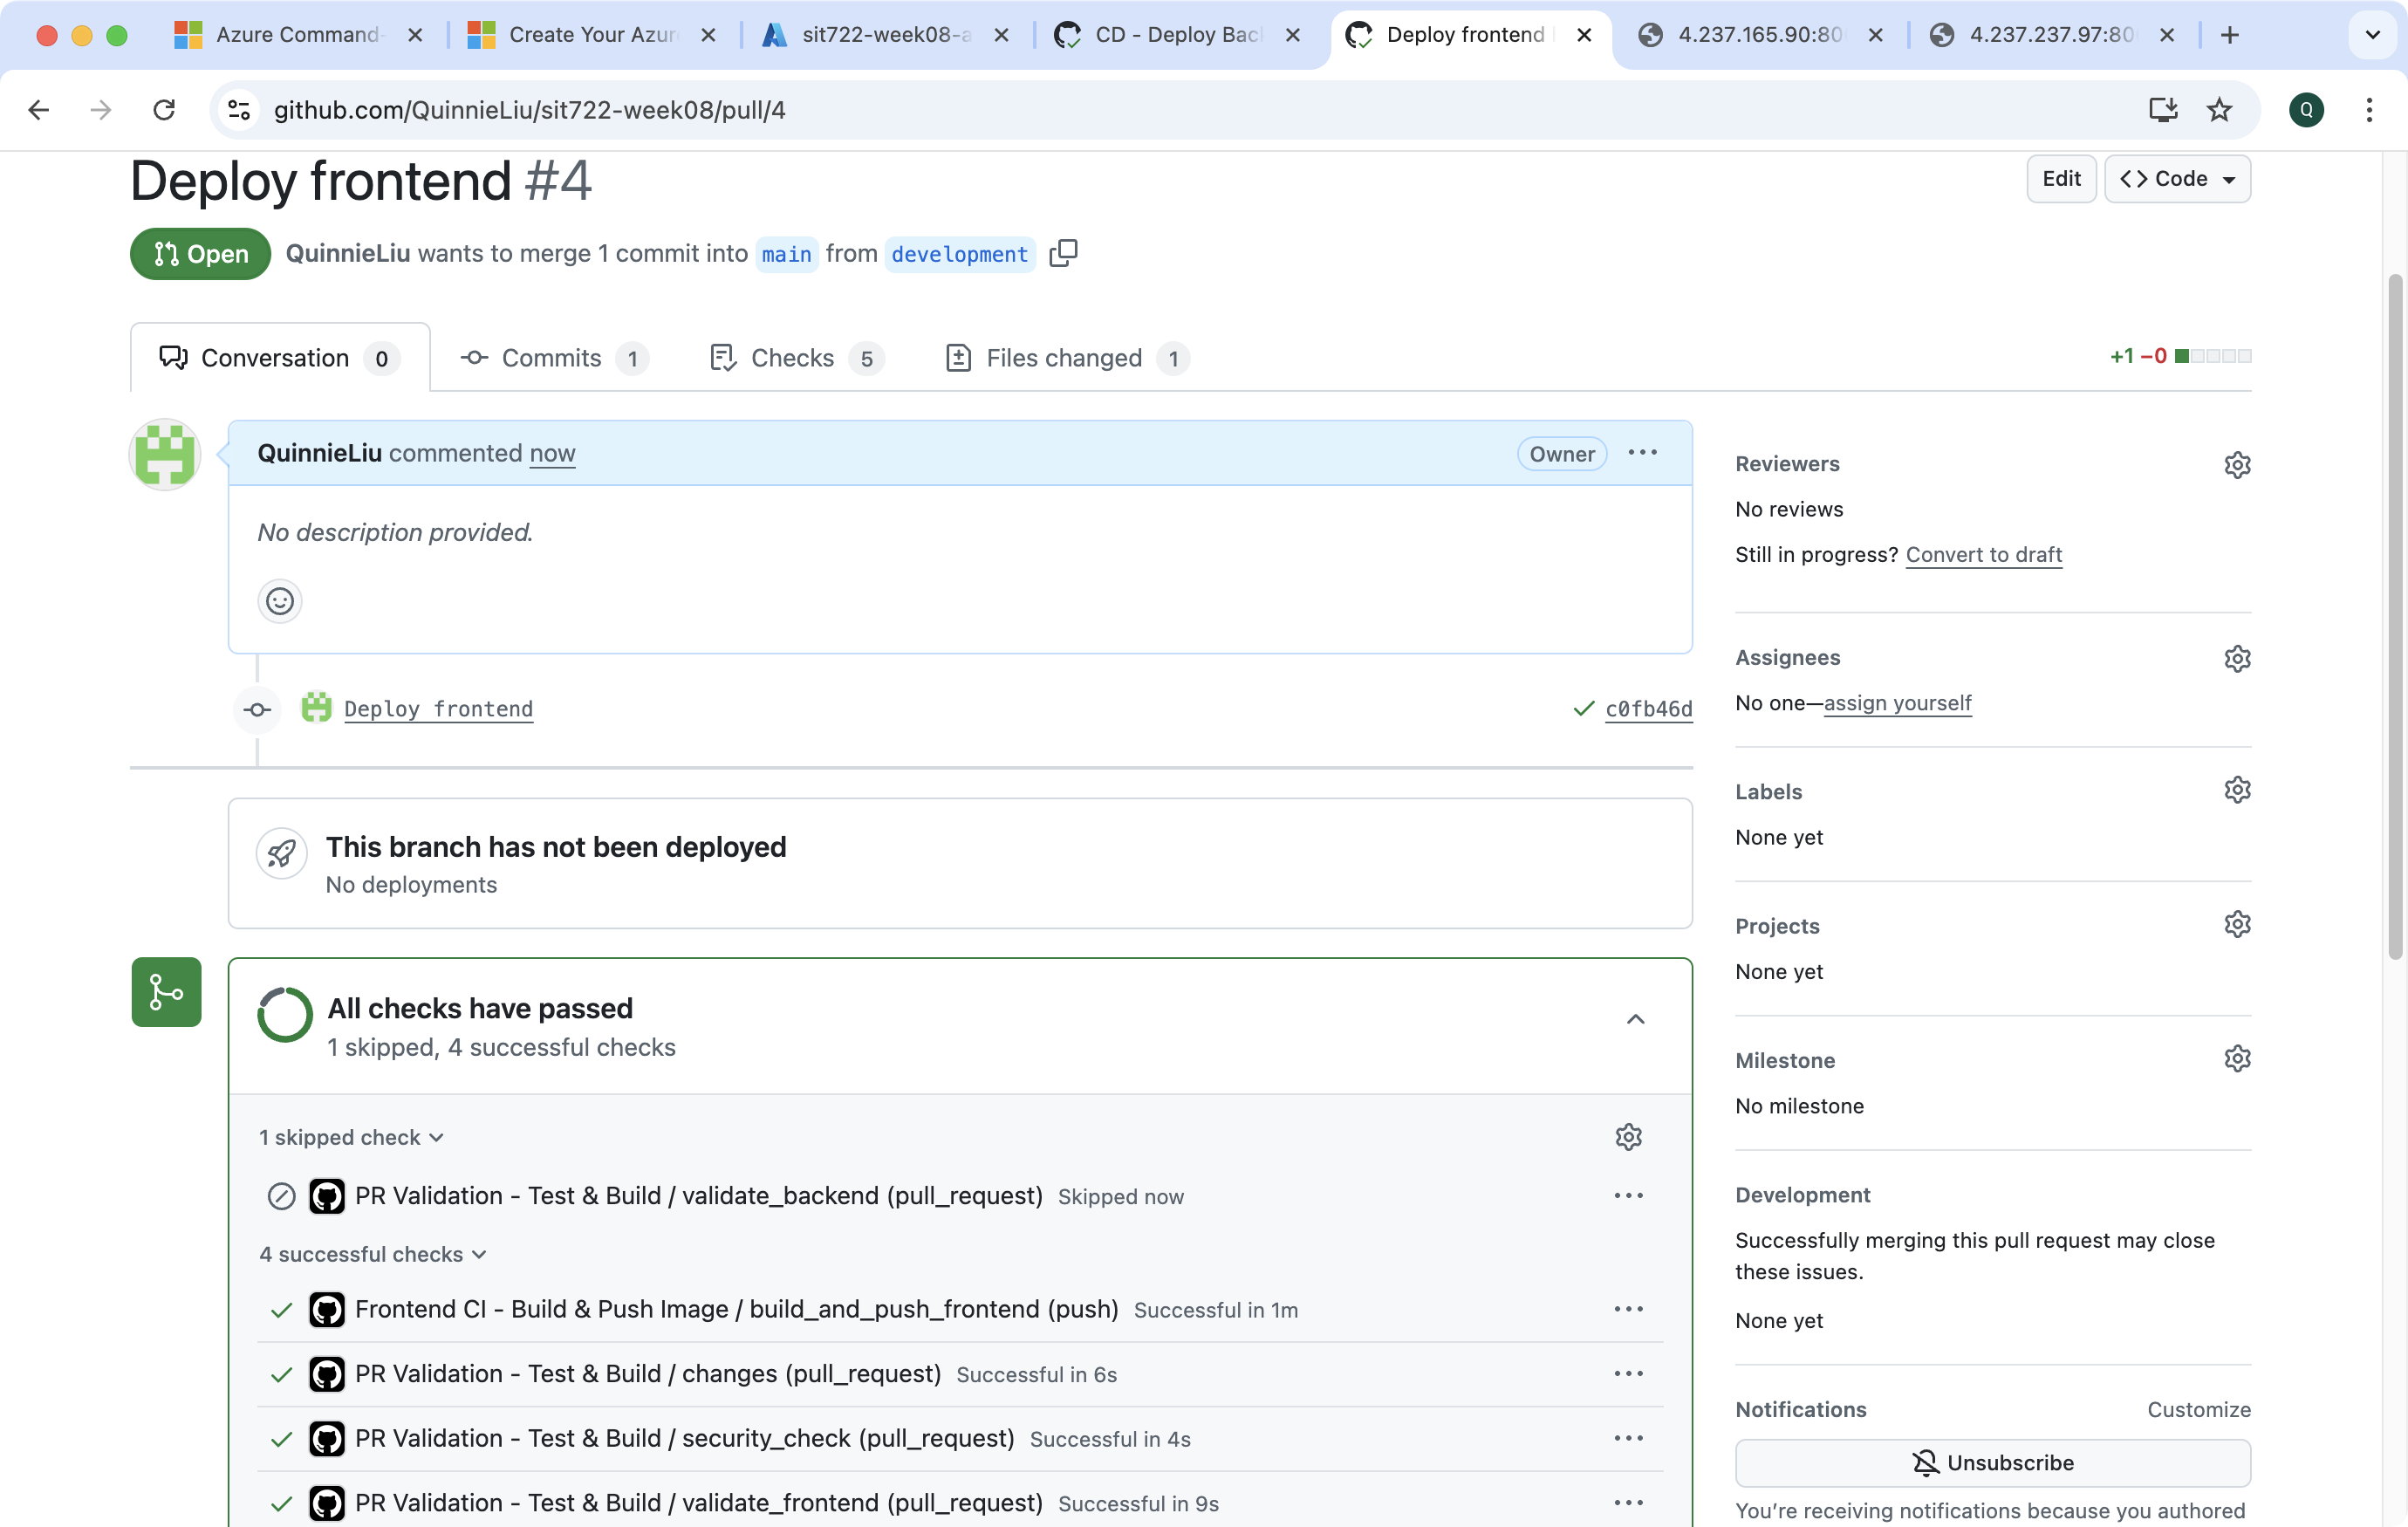 Azure Command-
Create Your Azur
sit722-week08-a
CD - Deploy Bac
Deploy frontend
4.237.165.90:80
4.237.237.97:80
github.com/QuinnieLiu/sit722-week08/pull/4
Q
Deploy frontend #4
Edit
Code
Open
QuinnieLiu wants to merge 1 commit into main from development
Conversation 0
Commits 1
Checks 5
Files changed 1
+1 −0
QuinnieLiu commented now
Owner
No description provided.
Deploy frontend
c0fb46d
This branch has not been deployed
No deployments
All checks have passed
1 skipped, 4 successful checks
1 skipped check
PR Validation - Test & Build / validate_backend (pull_request) Skipped now
4 successful checks
Frontend CI - Build & Push Image / build_and_push_frontend (push) Successful in 1m
PR Validation - Test & Build / changes (pull_request) Successful in 6s
PR Validation - Test & Build / security_check (pull_request) Successful in 4s
PR Validation - Test & Build / validate_frontend (pull_request) Successful in 9s
Reviewers
No reviews
Still in progress? Convert to draft
Assignees
No one—assign yourself
Labels
None yet
Projects
None yet
Milestone
No milestone
Development
Successfully merging this pull request may close
these issues.
None yet
Notifications
Customize
Unsubscribe
You're receiving notifications because you authored